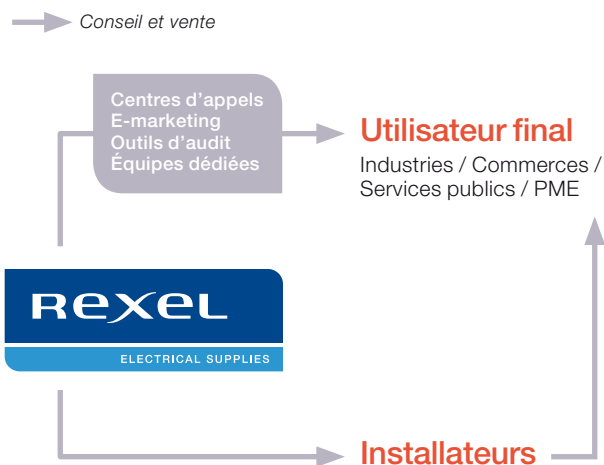 Conseil et vente
Centres d'appels
E-marketing
Outils d'audit
Équipes dédiées
Utilisateur final
Industries / Commerces /
Services publics / PME
Rexel
ELECTRICAL SUPPLIES
Installateurs